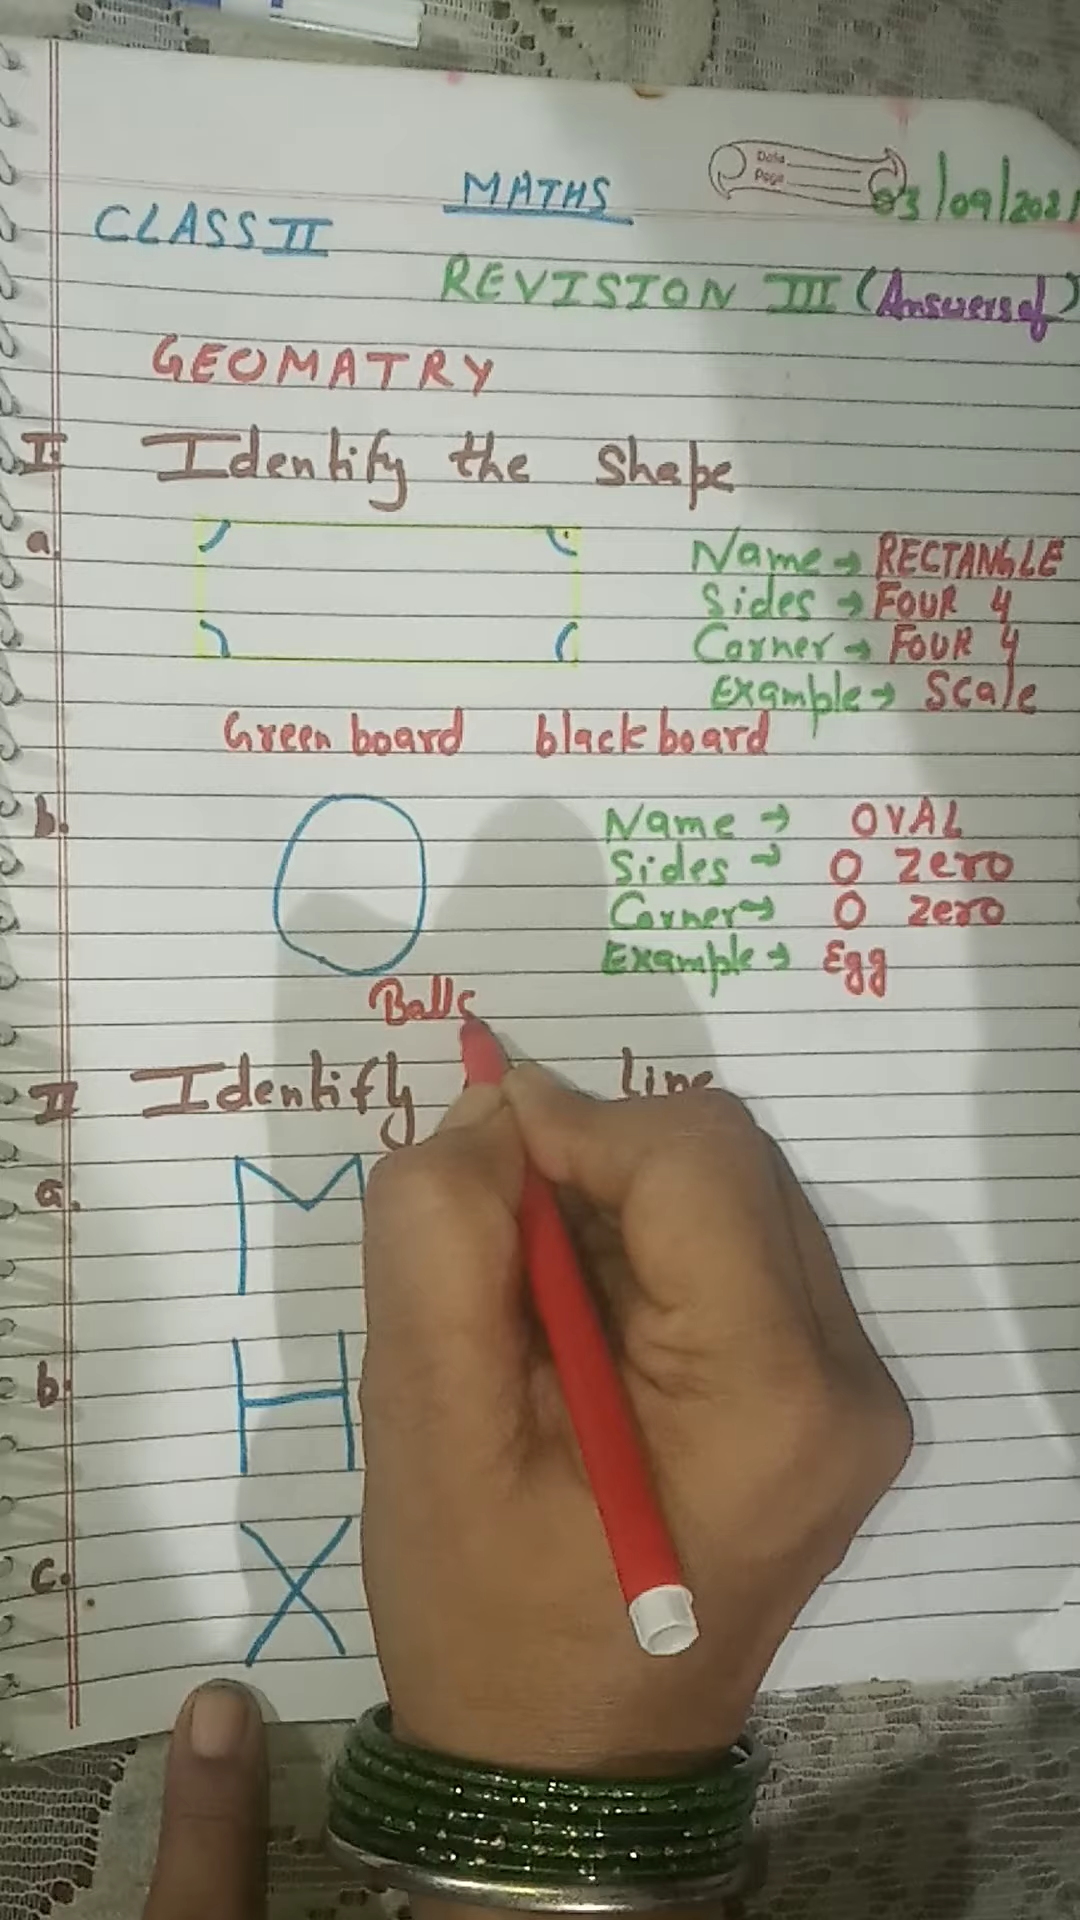 Date
Page
03/09/2021
MATHS
CLASS II
REVISION III (Answers of)
GEOMATRY
I. Identify the Shape
a.
Name → RECTANGLE
Sides → FOUR 4
Corner → FOUR 4
Example → Scale
Green board black board
b.
Name → OVAL
Sides → 0 Zero
Corner → 0 zero
Example → Egg
II Identify line
a. M
b. H
c. X